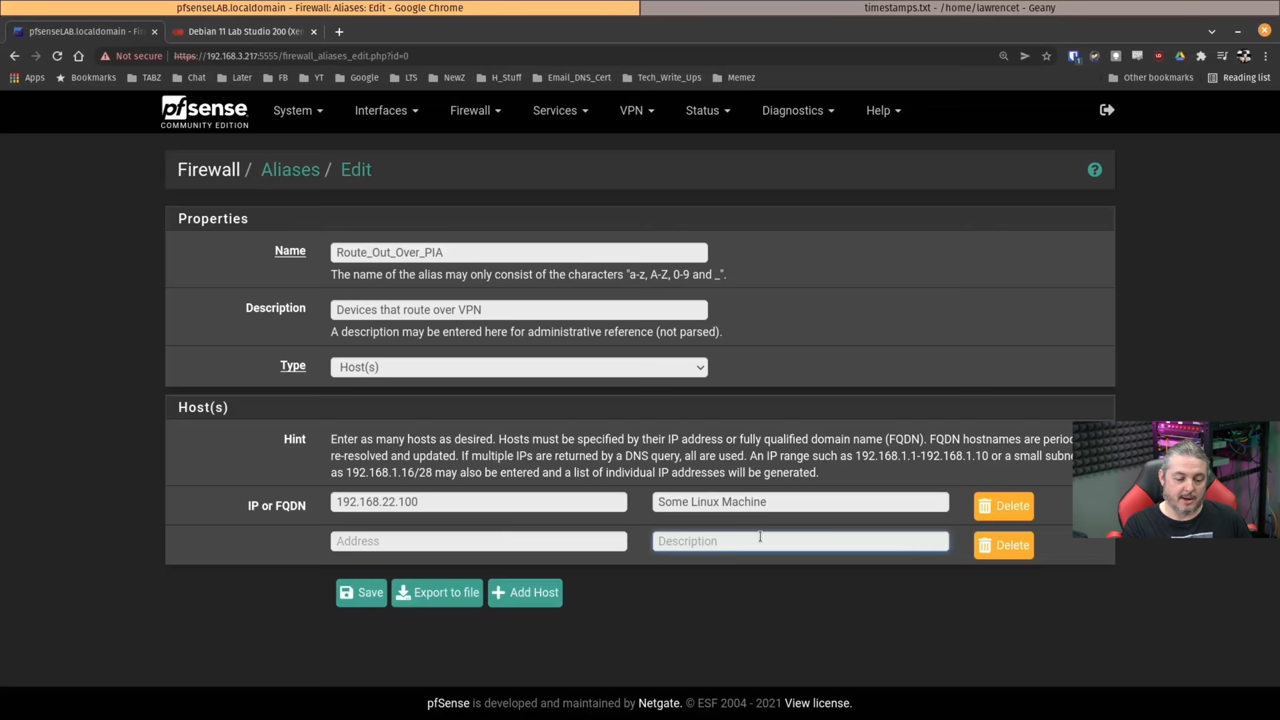 pfsenseLAB.localdomain - Firewall: Aliases: Edit - Google Chrome
timestamps.txt - /home/lawrencet - Geany
pfsenseLAB.localdomain - Fi
Debian 11 Lab Studio 200 (Xen
Not secure
https://192.168.3.217:5555/firewall_aliases_edit.php?id=0
Apps
Bookmarks
TABZ
Chat
Later
FB
YT
Google
LTS
NewZ
H_Stuff
Email_DNS_Cert
Tech_Write_Ups
Memez
Other bookmarks
Reading list
pfsense
COMMUNITY EDITION
System
Interfaces
Firewall
Services
VPN
Status
Diagnostics
Help
Firewall / Aliases / Edit
Properties
Name
Route_Out_Over_PIA
The name of the alias may only consist of the characters "a-z, A-Z, 0-9 and _".
Description
Devices that route over VPN
A description may be entered here for administrative reference (not parsed).
Type
Host(s)
Host(s)
Hint
Enter as many hosts as desired. Hosts must be specified by their IP address or fully qualified domain name (FQDN). FQDN hostnames are period
re-resolved and updated. If multiple IPs are returned by a DNS query, all are used. An IP range such as 192.168.1.1-192.168.1.10 or a small subne
as 192.168.1.16/28 may also be entered and a list of individual IP addresses will be generated.
IP or FQDN
192.168.22.100
Some Linux Machine
Delete
Address
Description
Delete
Save
Export to file
Add Host
pfSense is developed and maintained by Netgate. © ESF 2004 - 2021 View license.